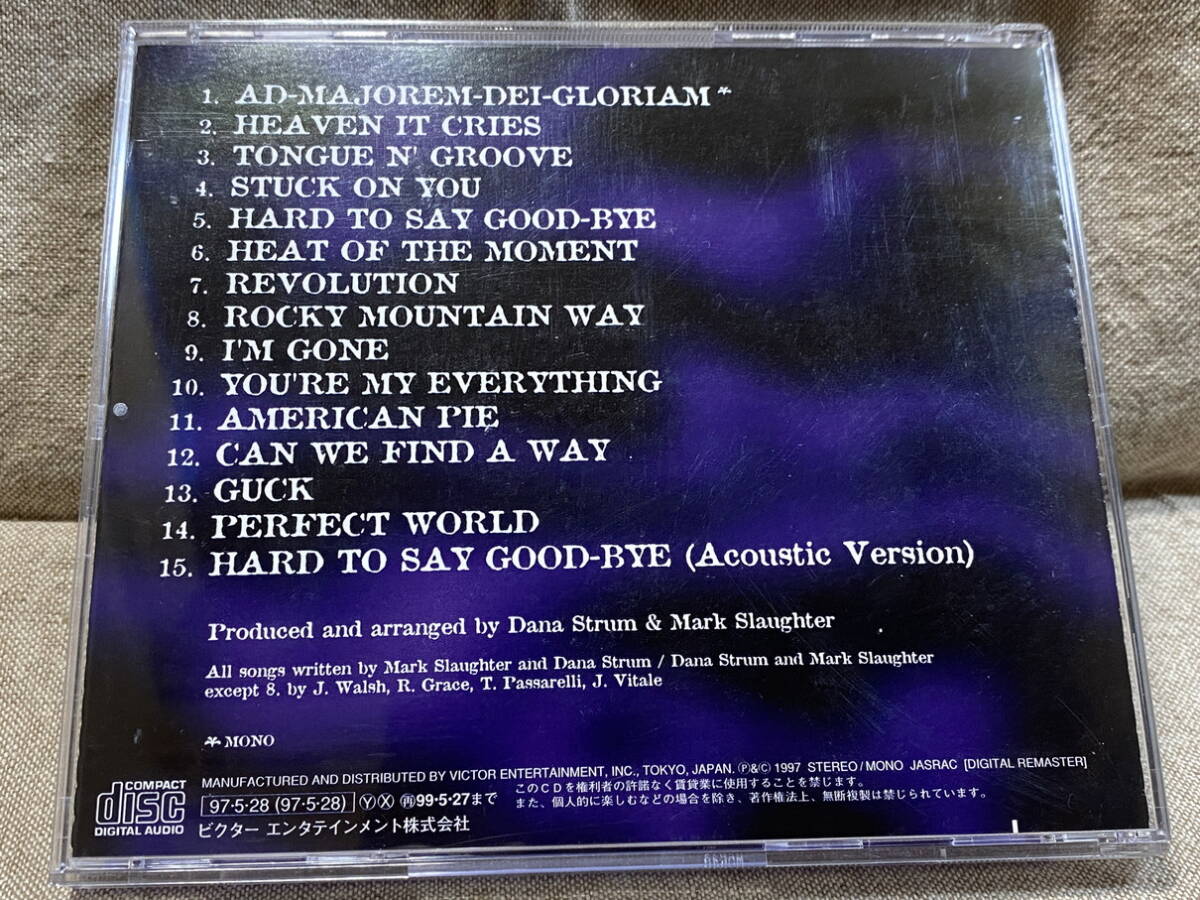 1. AD-MAJOREM-DEI-GLORIAM *
2. HEAVEN IT CRIES
3. TONGUE N' GROOVE
4. STUCK ON YOU
5. HARD TO SAY GOOD-BYE
6. HEAT OF THE MOMENT
7. REVOLUTION
8. ROCKY MOUNTAIN WAY
9. I'M GONE
10. YOU'RE MY EVERYTHING
11. AMERICAN PIE
12. CAN WE FIND A WAY
13. GUCK
14. PERFECT WORLD
15. HARD TO SAY GOOD-BYE (Acoustic Version)
Produced and arranged by Dana Strum & Mark Slaughter
All songs written by Mark Slaughter and Dana Strum / Dana Strum and Mark Slaughter
except 8. by J. Walsh, R. Grace, T. Passarelli, J. Vitale
* MONO
COMPACT
disc
DIGITAL AUDIO
MANUFACTURED AND DISTRIBUTED BY VICTOR ENTERTAINMENT, INC., TOKYO, JAPAN. Ⓟ&Ⓒ 1997 STEREO/MONO JASRAC [DIGITAL REMASTER]
97·5·28 (97·5·28) ⓎⓍ ㊥99·5·27まで
このCDを権利者の許諾なく賃貸業に使用することを禁じます。
また、個人的に楽しむなどの場合を除き、著作権法上、無断複製は禁じられています。
ビクター エンタテインメント株式会社